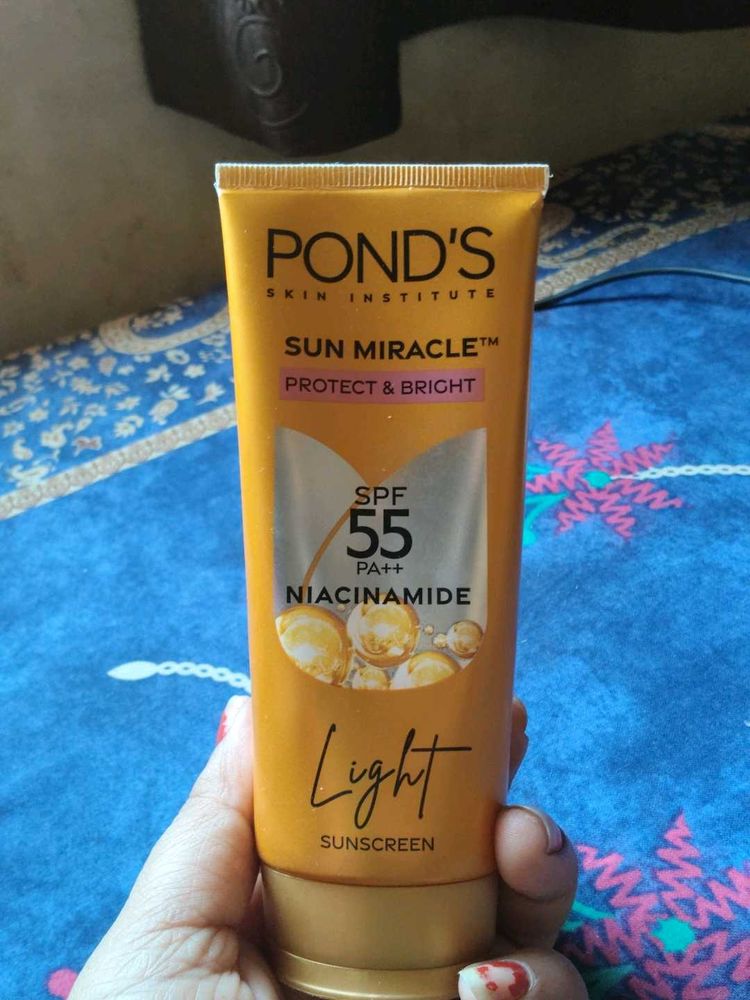 POND'S
SKIN INSTITUTE
SUN MIRACLE™
PROTECT & BRIGHT
SPF
55
PA++
NIACINAMIDE
Light
SUNSCREEN